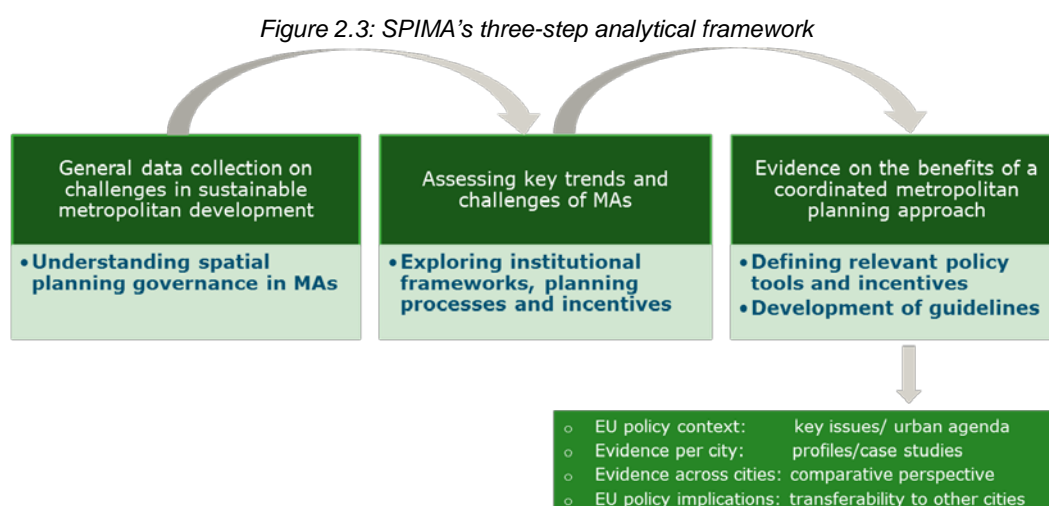 Figure 2.3: SPIMA’s three-step analytical framework
General data collection on
challenges in sustainable
metropolitan development
• Understanding spatial
planning governance in MAs
Assessing key trends and
challenges of MAs
• Exploring institutional
frameworks, planning
processes and incentives
Evidence on the benefits of a
coordinated metropolitan
planning approach
• Defining relevant policy
tools and incentives
• Development of guidelines
o EU policy context: key issues/ urban agenda
o Evidence per city: profiles/case studies
o Evidence across cities: comparative perspective
o EU policy implications: transferability to other cities